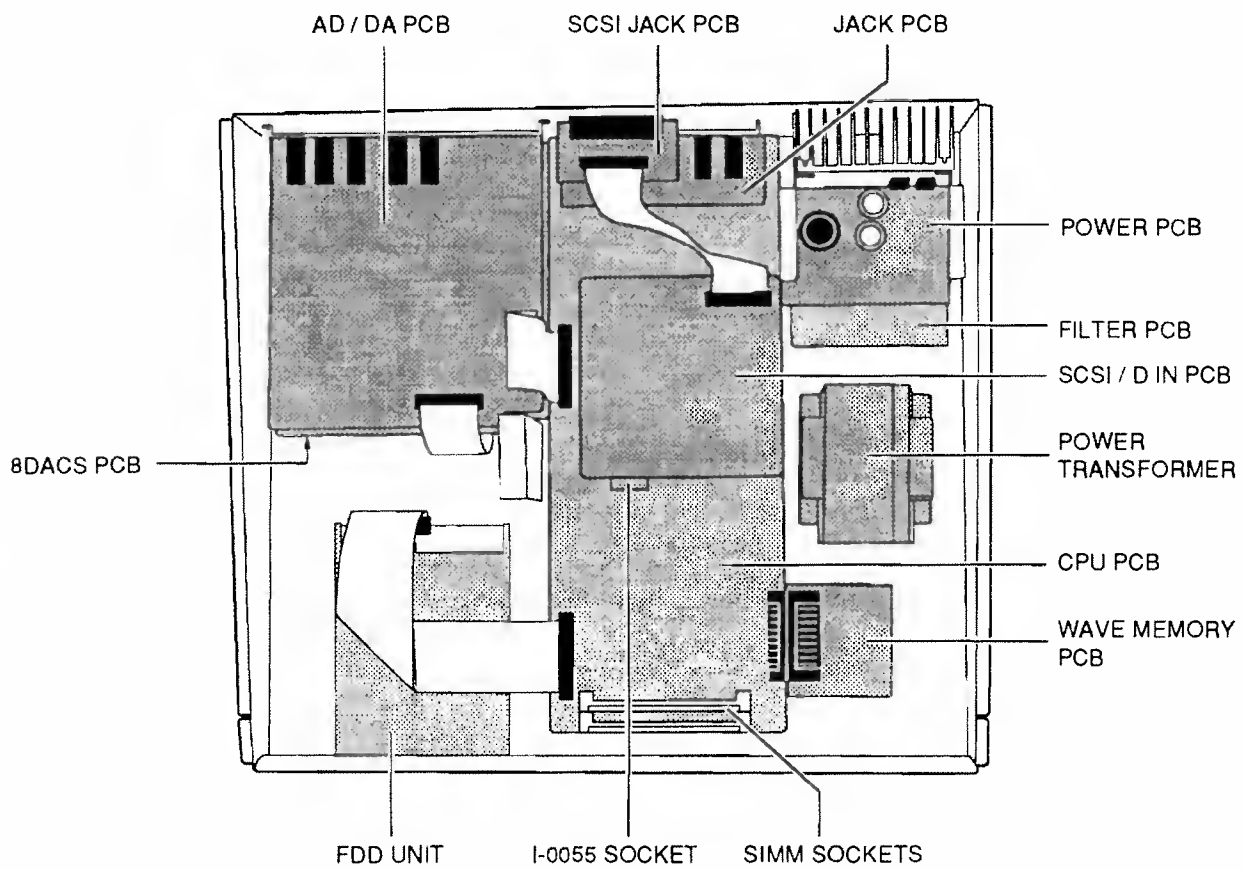 AD / DA PCB
SCSI JACK PCB
JACK PCB
POWER PCB
FILTER PCB
SCSI / D IN PCB
8DACS PCB
POWER
TRANSFORMER
CPU PCB
WAVE MEMORY
PCB
FDD UNIT
I-0055 SOCKET
SIMM SOCKETS